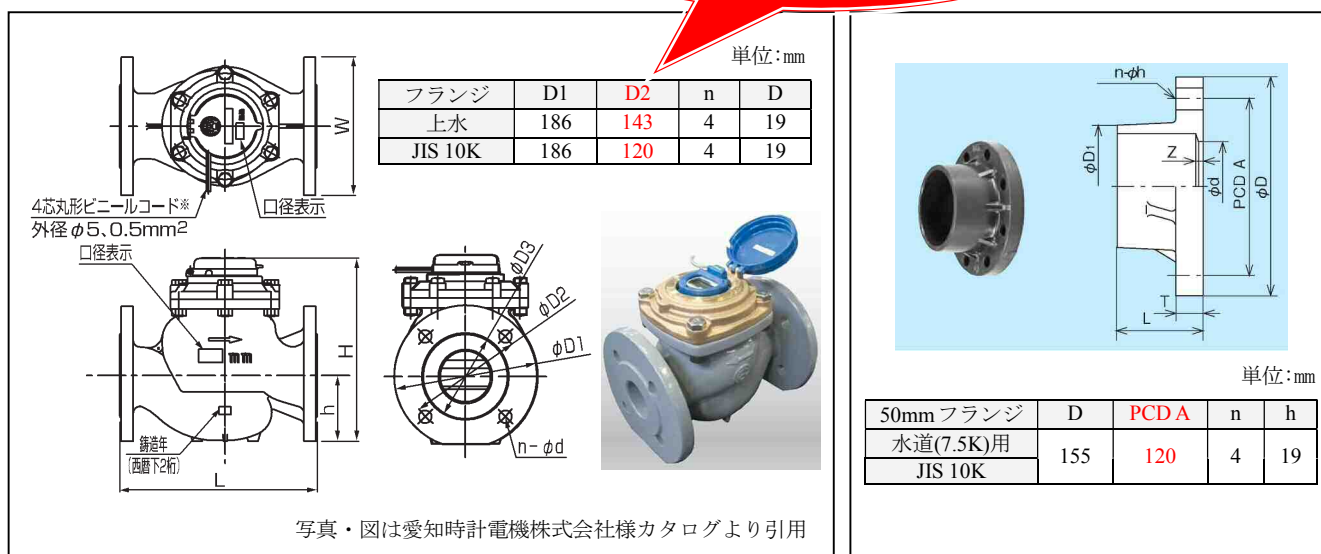 単位:㎜
フランジ D1 D2 n D
上水 186 143 4 19
JIS 10K 186 120 4 19
W
4芯丸形ビニールコード※
外径φ5、0.5mm2
口径表示
口径表示
mm
H
h
鋳造年
(西暦下2桁)
L
φD3
φD2
φD1
n-φd
写真・図は愛知時計電機株式会社様カタログより引用
n-φh
φD1
Z
φd
PCD A
φD
T
L
単位:㎜
50mmフランジ D PCD A n h
水道(7.5K)用 155 120 4 19
JIS 10K